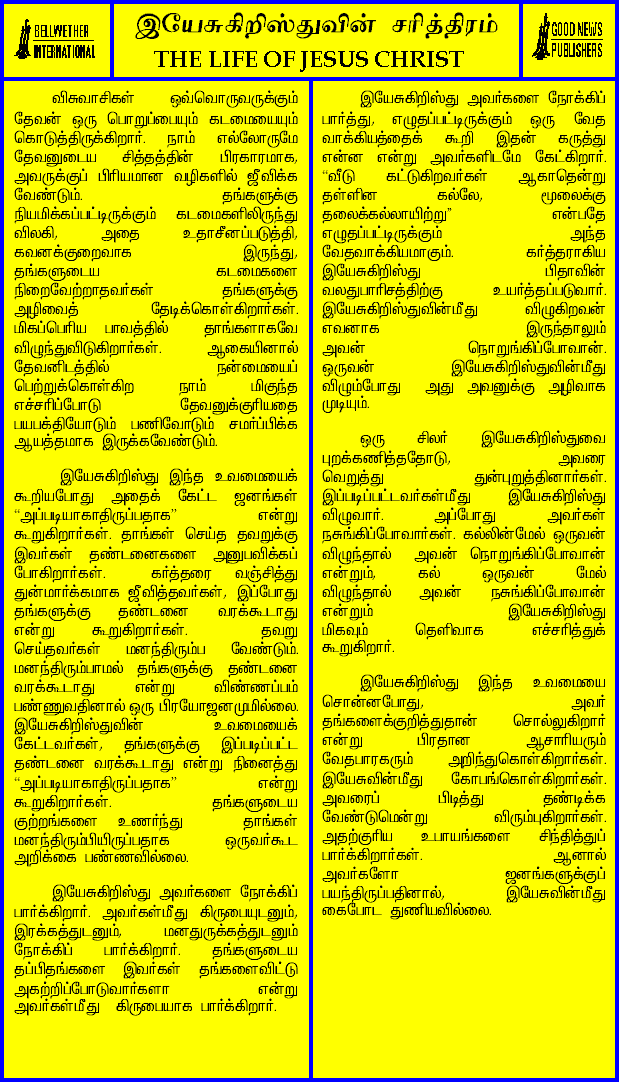 BELLWETHER
INTERNATIONAL
இயேசுகிறிஸ்துவின் சரித்திரம்
THE LIFE OF JESUS CHRIST
GOOD NEWS
PUBLISHERS
விசுவாசிகள் ஒவ்வொருவருக்கும்
தேவன் ஒரு பொறுப்பையும் கடமையையும்
கொடுத்திருக்கிறார். நாம் எல்லோருமே
தேவனுடைய சித்தத்தின் பிரகாரமாக,
அவருக்குப் பிரியமான வழிகளில் ஜீவிக்க
வேண்டும். தங்களுக்கு
நியமிக்கப்பட்டிருக்கும் கடமைகளிலிருந்து
விலகி, அதை உதாசீனப்படுத்தி,
கவனக்குறைவாக இருந்து,
தங்களுடைய கடமைகளை
நிறைவேற்றாதவர்கள் தங்களுக்கு
அழிவைத் தேடிக்கொள்கிறார்கள்.
மிகப்பெரிய பாவத்தில் தாங்களாகவே
விழுந்துவிடுகிறார்கள். ஆகையினால்
தேவனிடத்தில் நன்மையைப்
பெற்றுக்கொள்கிற நாம் மிகுந்த
எச்சரிப்போடு தேவனுக்குரியதை
பயபக்தியோடும் பணிவோடும் சமர்ப்பிக்க
ஆயத்தமாக இருக்கவேண்டும்.
இயேசுகிறிஸ்து இந்த உவமையைக்
கூறியபோது அதைக் கேட்ட ஜனங்கள்
“அப்படியாகாதிருப்பதாக” என்று
கூறுகிறார்கள். தாங்கள் செய்த தவறுக்கு
இவர்கள் தண்டனைகளை அனுபவிக்கப்
போகிறார்கள். கர்த்தரை வஞ்சித்து
துன்மார்க்கமாக ஜீவித்தவர்கள், இப்போது
தங்களுக்கு தண்டனை வரக்கூடாது
என்று கூறுகிறார்கள். தவறு
செய்தவர்கள் மனந்திரும்ப வேண்டும்.
மனந்திரும்பாமல் தங்களுக்கு தண்டனை
வரக்கூடாது என்று விண்ணப்பம்
பண்ணுவதினால் ஒரு பிரயோஜனமுமில்லை.
இயேசுகிறிஸ்துவின் உவமையைக்
கேட்டவர்கள், தங்களுக்கு இப்படிப்பட்ட
தண்டனை வரக்கூடாது என்று நினைத்து
“அப்படியாகாதிருப்பதாக” என்று
கூறுகிறார்கள். தங்களுடைய
குற்றங்களை உணர்ந்து தாங்கள்
மனந்திரும்பியிருப்பதாக ஒருவர்கூட
அறிக்கை பண்ணவில்லை.
இயேசுகிறிஸ்து அவர்களை நோக்கிப்
பார்க்கிறார். அவர்கள்மீது கிருபையுடனும்,
இரக்கத்துடனும், மனதுருக்கத்துடனும்
நோக்கிப் பார்க்கிறார். தங்களுடைய
தப்பிதங்களை இவர்கள் தங்களைவிட்டு
அகற்றிப்போடுவார்களா என்று
அவர்கள்மீது கிருபையாக பார்க்கிறார்.
இயேசுகிறிஸ்து அவர்களை நோக்கிப்
பார்த்து, எழுதப்பட்டிருக்கும் ஒரு வேத
வாக்கியத்தைக் கூறி இதன் கருத்து
என்ன என்று அவர்களிடமே கேட்கிறார்.
“வீடு கட்டுகிறவர்கள் ஆகாதென்று
தள்ளின கல்லே, மூலைக்கு
தலைக்கல்லாயிற்று” என்பதே
எழுதப்பட்டிருக்கும் அந்த
வேதவாக்கியமாகும். கர்த்தராகிய
இயேசுகிறிஸ்து பிதாவின்
வலதுபாரிசத்திற்கு உயர்த்தப்படுவார்.
இயேசுகிறிஸ்துவின்மீது விழுகிறவன்
எவனாக இருந்தாலும்
அவன் நொறுங்கிப்போவான்.
ஒருவன் இயேசுகிறிஸ்துவின்மீது
விழும்போது அது அவனுக்கு அழிவாக
முடியும்.
ஒரு சிலர் இயேசுகிறிஸ்துவை
புறக்கணித்ததோடு, அவரை
வெறுத்து துன்புறுத்தினார்கள்.
இப்படிப்பட்டவர்கள்மீது இயேசுகிறிஸ்து
விழுவார். அப்போது அவர்கள்
நசுங்கிப்போவார்கள். கல்லின்மேல் ஒருவன்
விழுந்தால் அவன் நொறுங்கிப்போவான்
என்றும், கல் ஒருவன் மேல்
விழுந்தால் அவன் நசுங்கிப்போவான்
என்றும் இயேசுகிறிஸ்து
மிகவும் தெளிவாக எச்சரித்துக்
கூறுகிறார்.
இயேசுகிறிஸ்து இந்த உவமையை
சொன்னபோது, அவர்
தங்களைக்குறித்துதான் சொல்லுகிறார்
என்று பிரதான ஆசாரியரும்
வேதபாரகரும் அறிந்துகொள்கிறார்கள்.
இயேசுவின்மீது கோபங்கொள்கிறார்கள்.
அவரைப் பிடித்து தண்டிக்க
வேண்டுமென்று விரும்புகிறார்கள்.
அதற்குரிய உபாயங்களை சிந்தித்துப்
பார்க்கிறார்கள். ஆனால்
அவர்களோ ஜனங்களுக்குப்
பயந்திருப்பதினால், இயேசுவின்மீது
கைபோட துணியவில்லை.